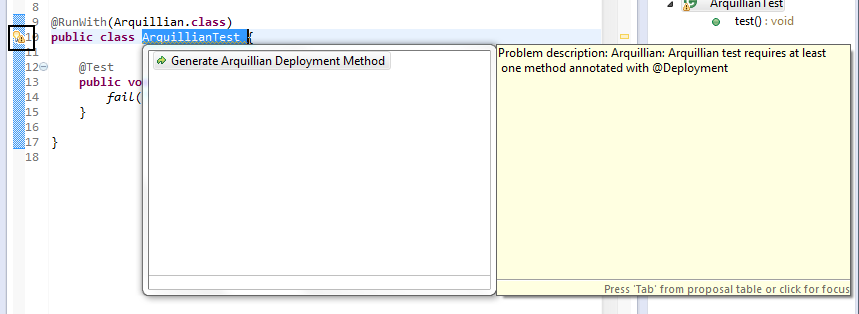 8
9 @RunWith(Arquillian.class)
10 public class ArquillianTest {
11
12 @Test
13 public vo
14 fail(
15 }
16
17 }
18
Generate Arquillian Deployment Method
Problem description: Arquillian: Arquillian test requires at least
one method annotated with @Deployment
Press 'Tab' from proposal table or click for focus
ArquillianTest
test() : void